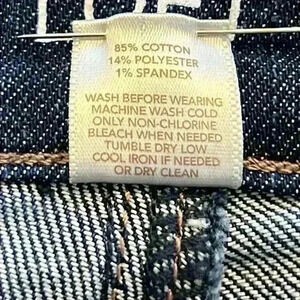 85% COTTON
14% POLYESTER
1% SPANDEX
WASH BEFORE WEARING
MACHINE WASH COLD
ONLY NON-CHLORINE
BLEACH WHEN NEEDED
TUMBLE DRY LOW
COOL IRON IF NEEDED
OR DRY CLEAN